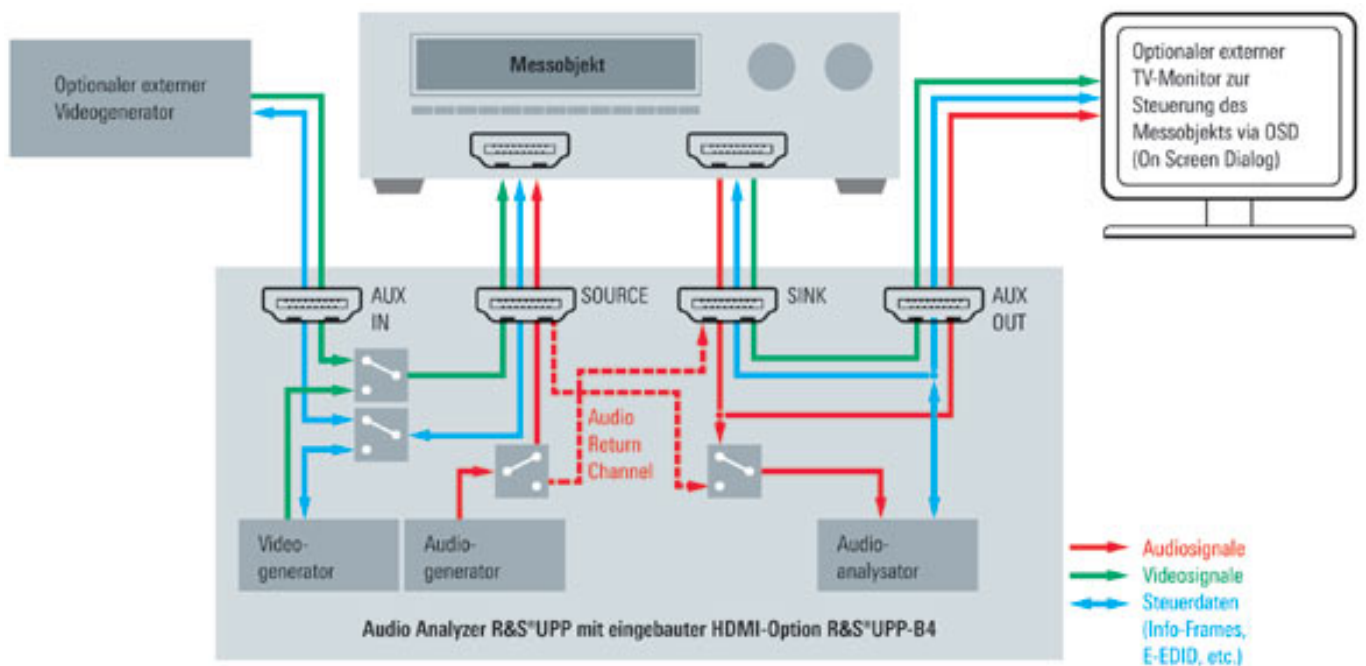 Optionaler externer
Videogenerator
Messobjekt
Optionaler externer
TV-Monitor zur
Steuerung des
Messobjekts via OSD
(On Screen Dialog)
AUX
IN
SOURCE
SINK
AUX
OUT
Audio
Return
Channel
Video-
generator
Audio-
generator
Audio-
analysator
Audio Analyzer R&S®UPP mit eingebauter HDMI-Option R&S®UPP-B4
Audiosignale
Videosignale
Steuerdaten
(Info-Frames,
E-EDID, etc.)